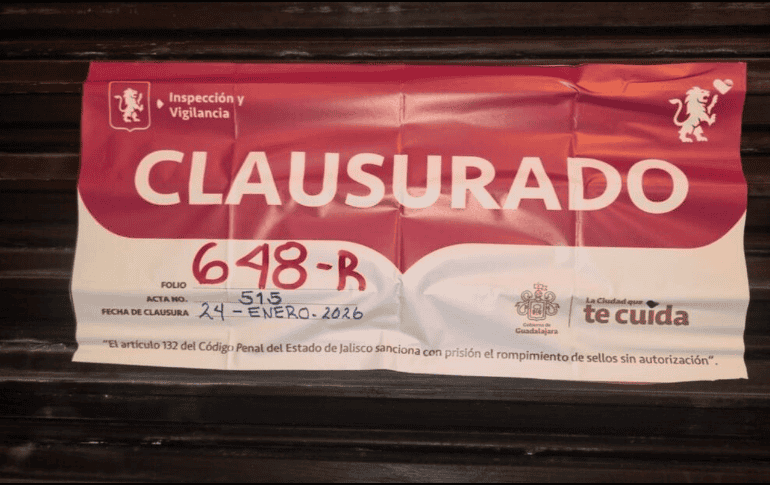 Inspección y
Vigilancia
CLAUSURADO
FOLIO 648-R
ACTA NO. 515
FECHA DE CLAUSURA 24-ENERO-2026
Gobierno de
Guadalajara
La Ciudad que
te cuida
"El artículo 132 del Código Penal del Estado de Jalisco sanciona con prisión el rompimiento de sellos sin autorización".